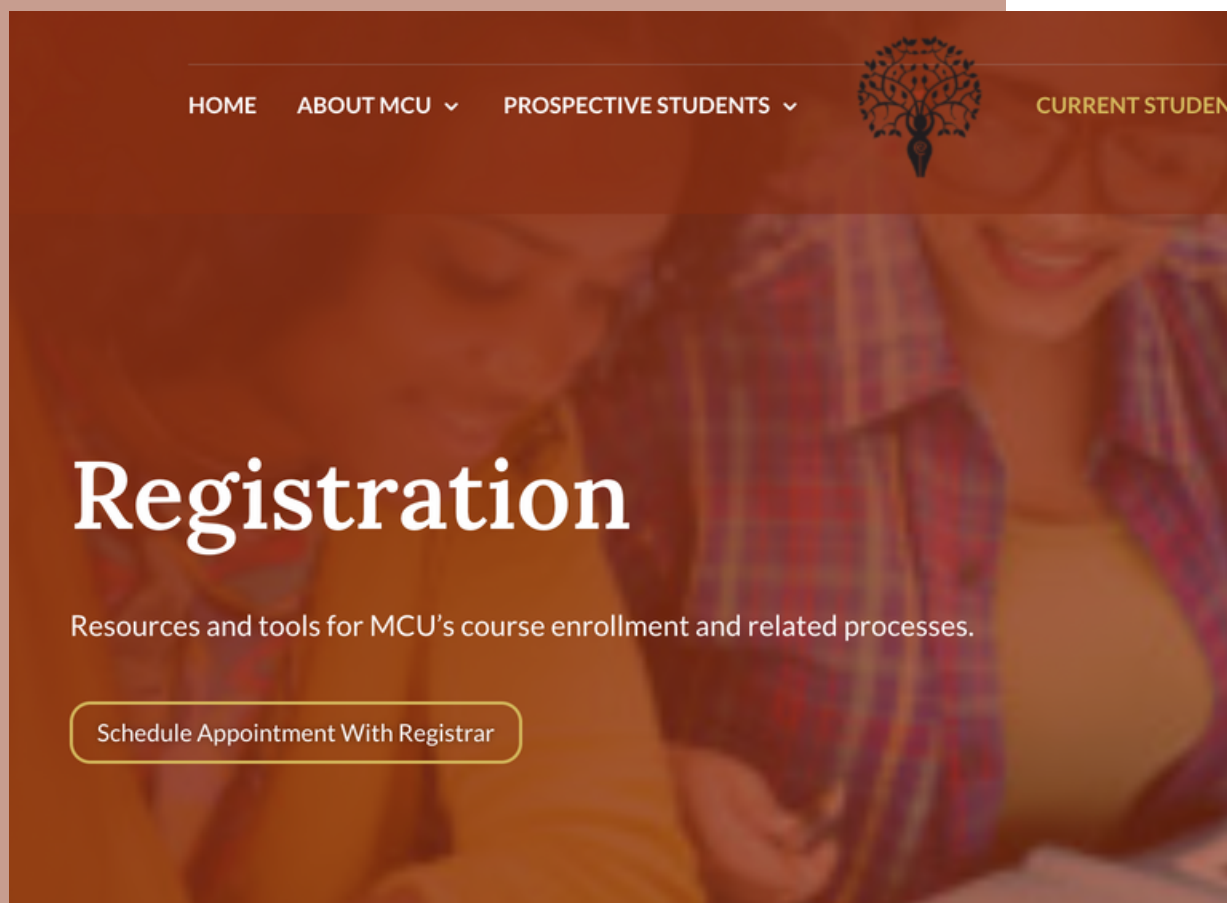 HOME ABOUT MCU PROSPECTIVE STUDENTS CURRENT
Registration
Resources and tools for MCU’s course enrollment and related processes.
Schedule Appointment With Registrar